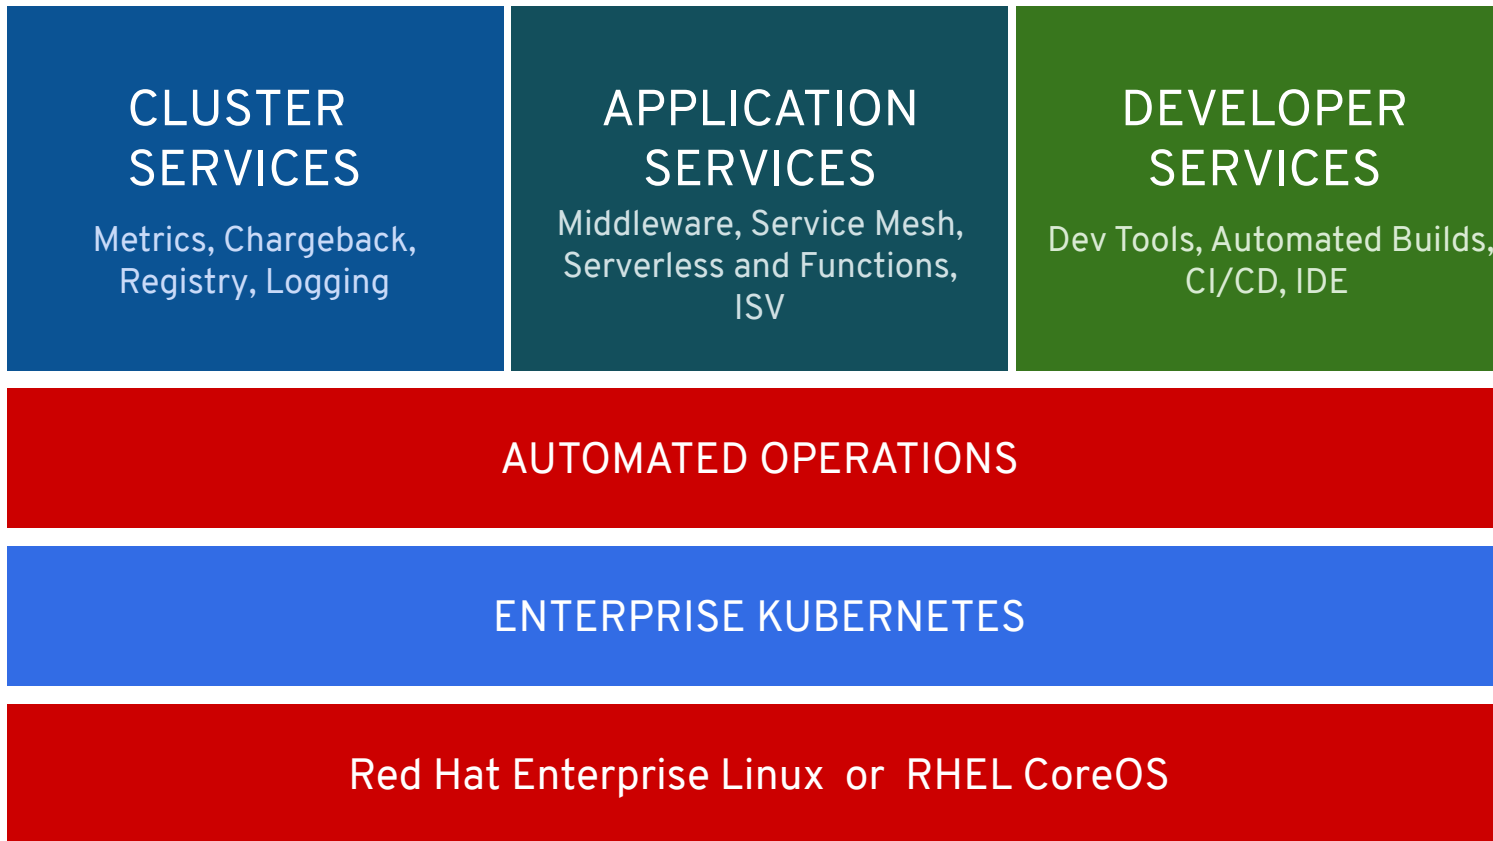 CLUSTER
SERVICES
Metrics, Chargeback,
Registry, Logging
APPLICATION
SERVICES
Middleware, Service Mesh,
Serverless and Functions,
ISV
DEVELOPER
SERVICES
Dev Tools, Automated Builds,
CI/CD, IDE
AUTOMATED OPERATIONS
ENTERPRISE KUBERNETES
Red Hat Enterprise Linux or RHEL CoreOS